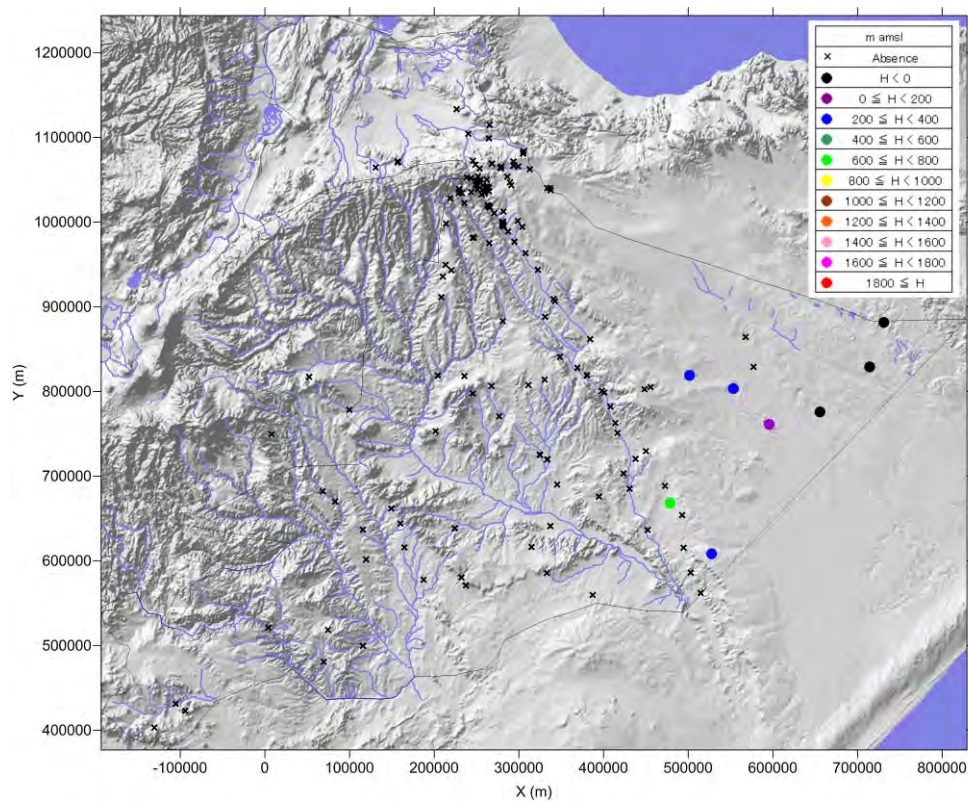 m amsl
Absence
H < 0
0 ≦ H < 200
200 ≦ H < 400
400 ≦ H < 600
600 ≦ H < 800
800 ≦ H < 1000
1000 ≦ H < 1200
1200 ≦ H < 1400
1400 ≦ H < 1600
1600 ≦ H < 1800
1800 ≦ H
1200000
1100000
1000000
900000
800000
700000
600000
500000
400000
Y (m)
-100000 0 100000 200000 300000 400000 500000 600000 700000 800000
X (m)